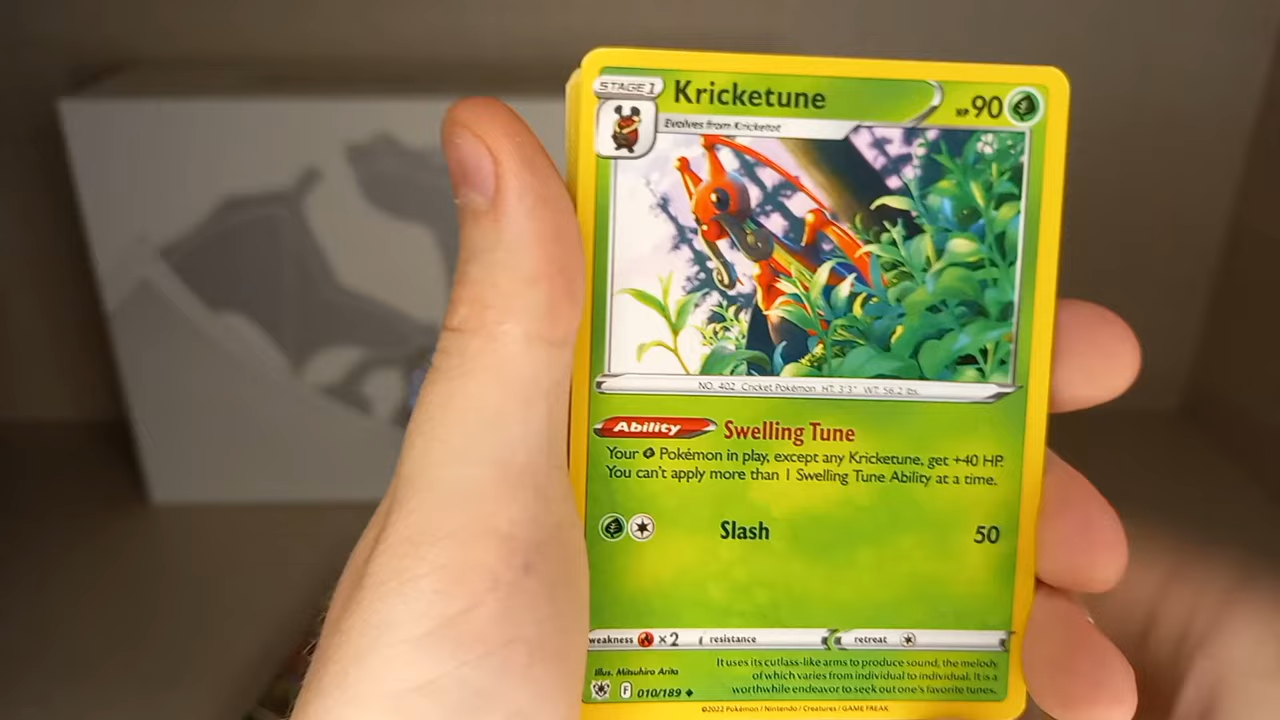 STAGE 1
Kricketune
HP 90
Evolves from Kricketot
NO. 402 Cricket Pokémon HT: 3'3" WT: 56.2 lbs.
Ability Swelling Tune
Your Pokémon in play, except any Kricketune, get +40 HP.
You can't apply more than 1 Swelling Tune Ability at a time.
Slash 50
weakness ×2 resistance retreat
Illus. Mitsuhiro Arita
It uses its cutlass-like arms to produce sound, the melody
of which varies from individual to individual. It is a
worthwhile endeavor to seek out one's favorite tunes.
F 010/189
©2022 Pokémon / Nintendo / Creatures / GAME FREAK